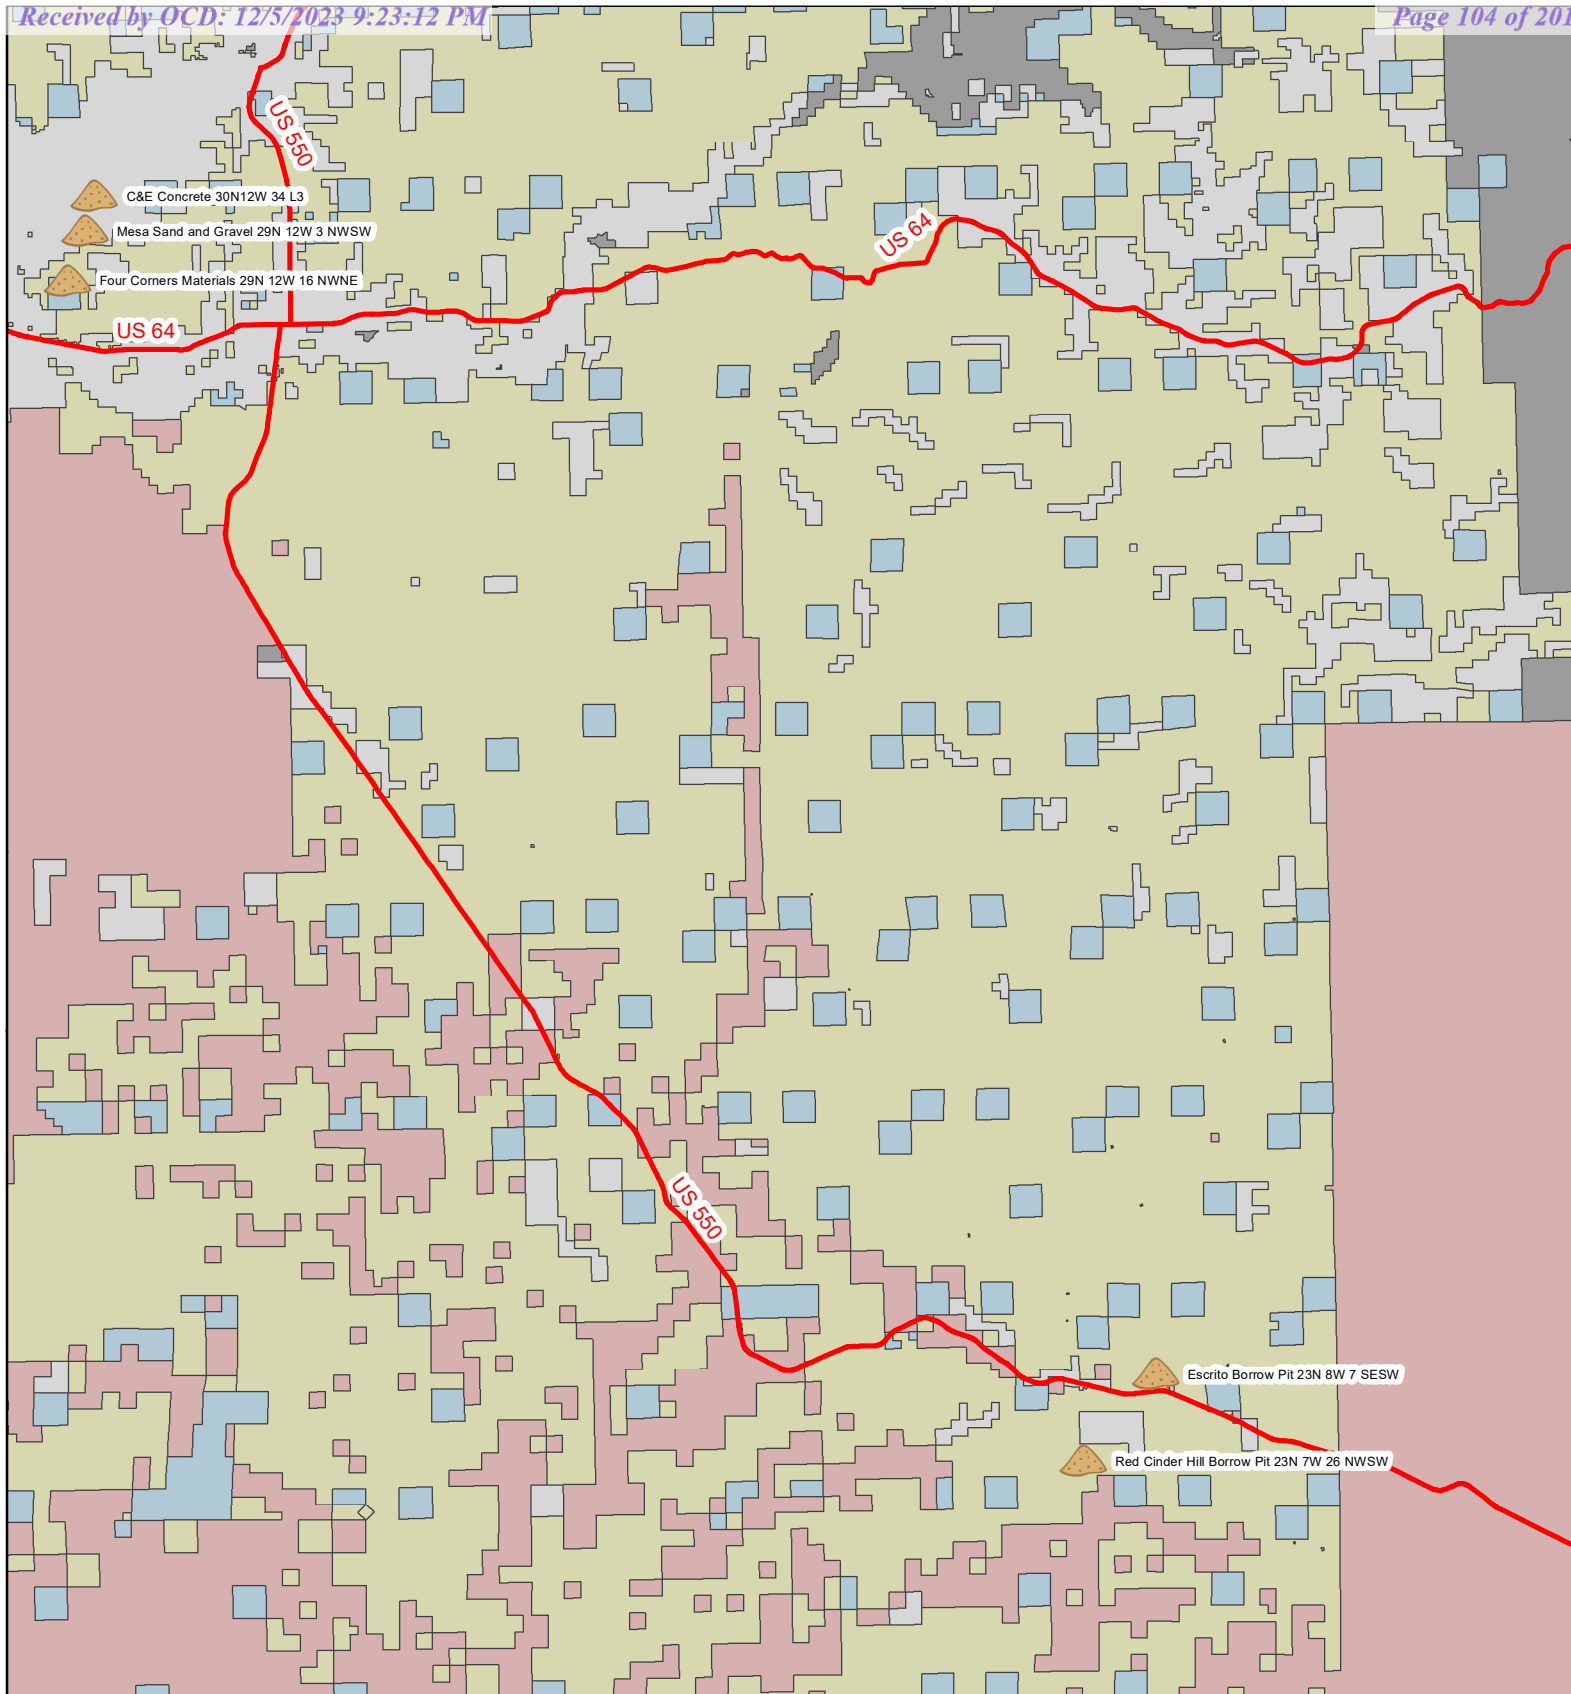 Received by OCD: 12/5/2023 9:23:12 PM
Page 104 of 201
US 550
C&E Concrete 30N12W 34 L3
Mesa Sand and Gravel 29N 12W 3 NWSW
US 64
Four Corners Materials 29N 12W 16 NWNE
US 64
US 550
Escrito Borrow Pit 23N 8W 7 SESW
Red Cinder Hill Borrow Pit 23N 7W 26 NWSW